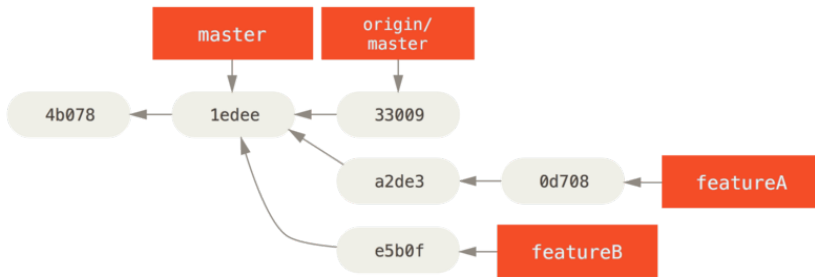 master
origin/
master
4b078
1edee
33009
a2de3
0d708
featureA
e5b0f
featureB